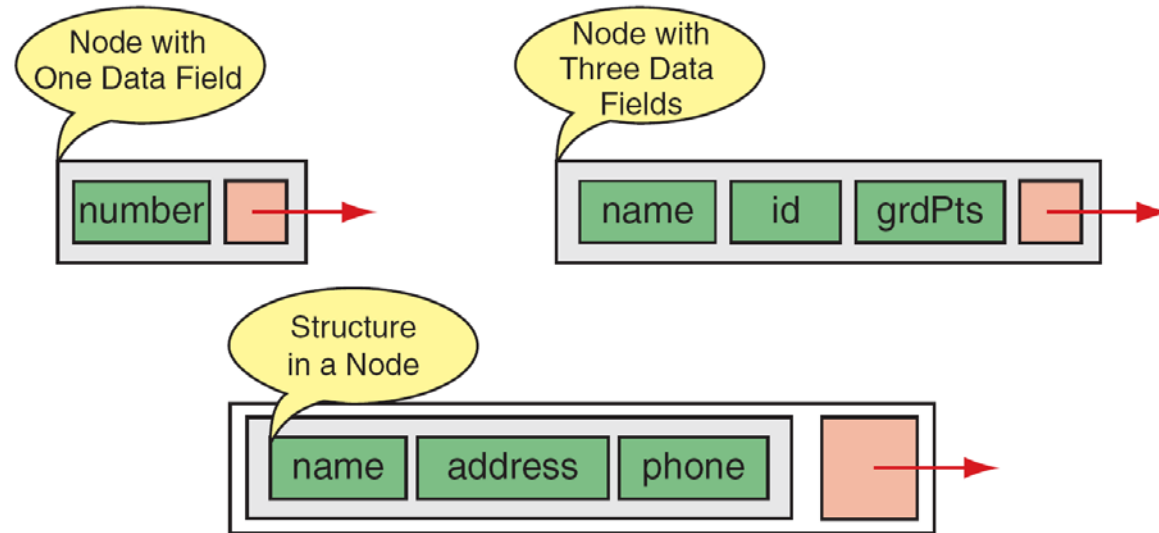 Node with
One Data Field
Node with
Three Data
Fields
number
name id grdPts
Structure
in a Node
name address phone